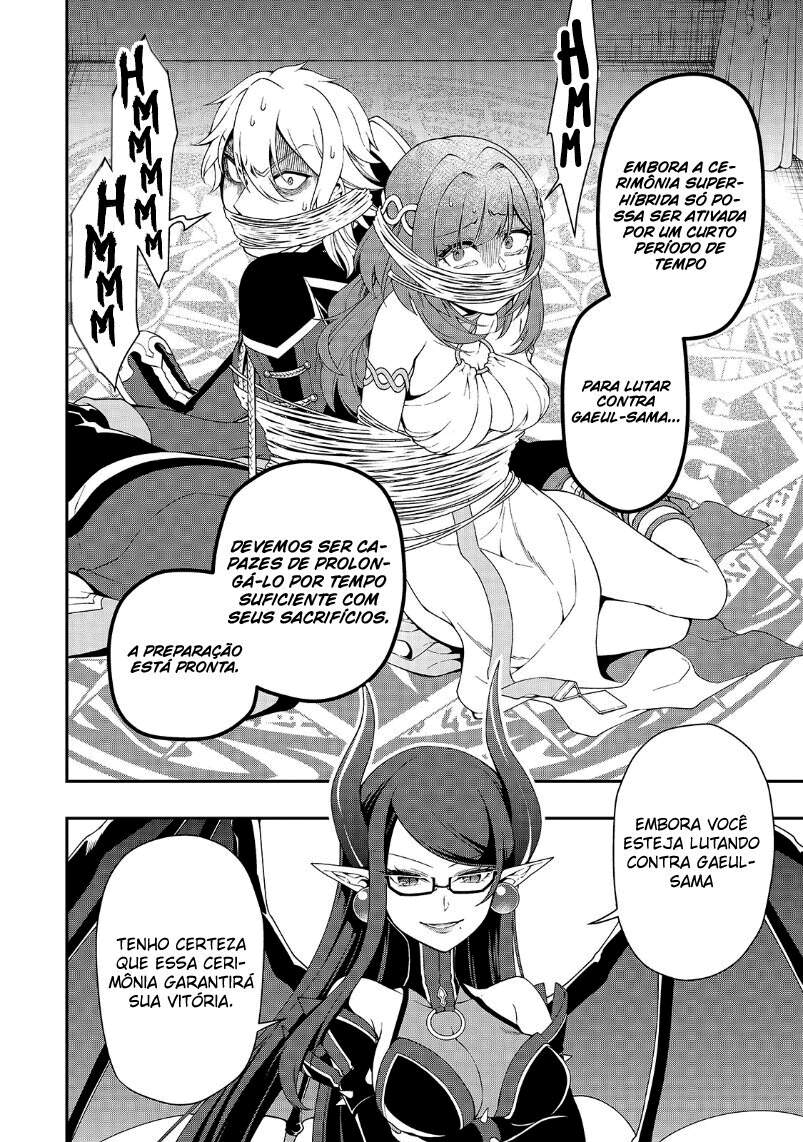 HMM
EMBORA A CE-
RIMÔNIA SUPER-
HÍBRIDA SÓ POS-
SA SER ATIVADA
POR UM CURTO
PERÍODO DE
TEMPO
PARA LUTAR
CONTRA
GAEUL-SAMA...
HMMMMM
HMMM
DEVEMOS SER CA-
PAZES DE PROLON-
GÁ-LO POR TEMPO
SUFICIENTE COM
SEUS SACRIFÍCIOS.
A PREPARAÇÃO
ESTÁ PRONTA.
EMBORA VOCÊ
ESTEJA LUTANDO
CONTRA GAEUL-
SAMA
TENHO CERTEZA
QUE ESSA CERI-
MÔNIA GARANTIRÁ
SUA VITÓRIA.